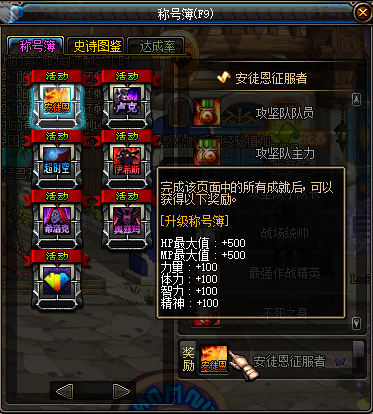 称号簿(F9)
称号簿
史诗图鉴
达成率
活动
安徒恩
活动
卢克
活动
超时空
活动
伊希斯
活动
希洛克
活动
奥兹玛
活动
安徒恩征服者
攻坚队队员
攻坚队主力
完成该页面中的所有成就后，可以
获得以下奖励。
[升级称号簿]
HP最大值 : +500
MP最大值 : +500
力量 : +100
体力 : +100
智力 : +100
精神 : +100
战场统帅
最强作战精英
不死之身
奖励
安徒恩
安徒恩征服者